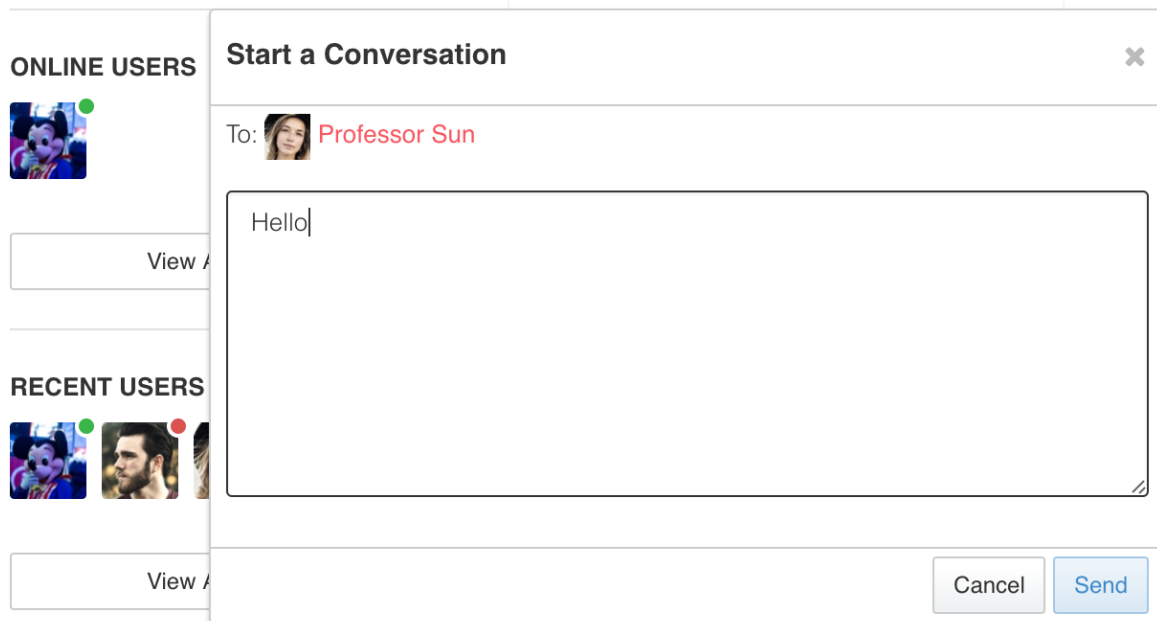 ONLINE USERS
View
RECENT USERS
View
Start a Conversation
To: Professor Sun
Hello
Cancel
Send